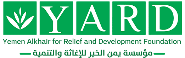 YARD
Yemen Alkhair for Relief and Development Foundation
مؤسسة يمن الخير للإغاثة والتنمية